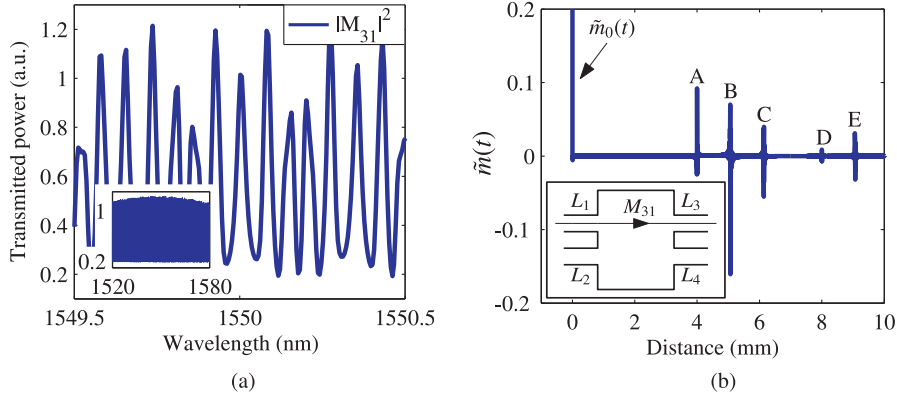 |M₃₁|²
Transmitted power (a.u.)
1.2
1
0.8
0.6
0.4
0.2
1
0.2
1520
1580
1549.5
1550
1550.5
Wavelength (nm)
(a)
0.2
0.1
0
-0.1
-0.2
m̃(t)
m̃₀(t)
A
B
C
D
E
L₁
M₃₁
L₃
L₂
L₄
0
2
4
6
8
10
Distance (mm)
(b)